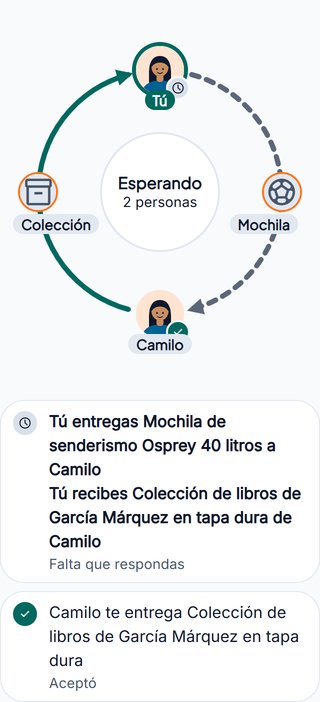 Tú
Esperando
2 personas
Colección
Mochila
Camilo
Tú entregas Mochila de
senderismo Osprey 40 litros a
Camilo
Tú recibes Colección de libros de
García Márquez en tapa dura de
Camilo
Falta que respondas
Camilo te entrega Colección de
libros de García Márquez en tapa
dura
Aceptó